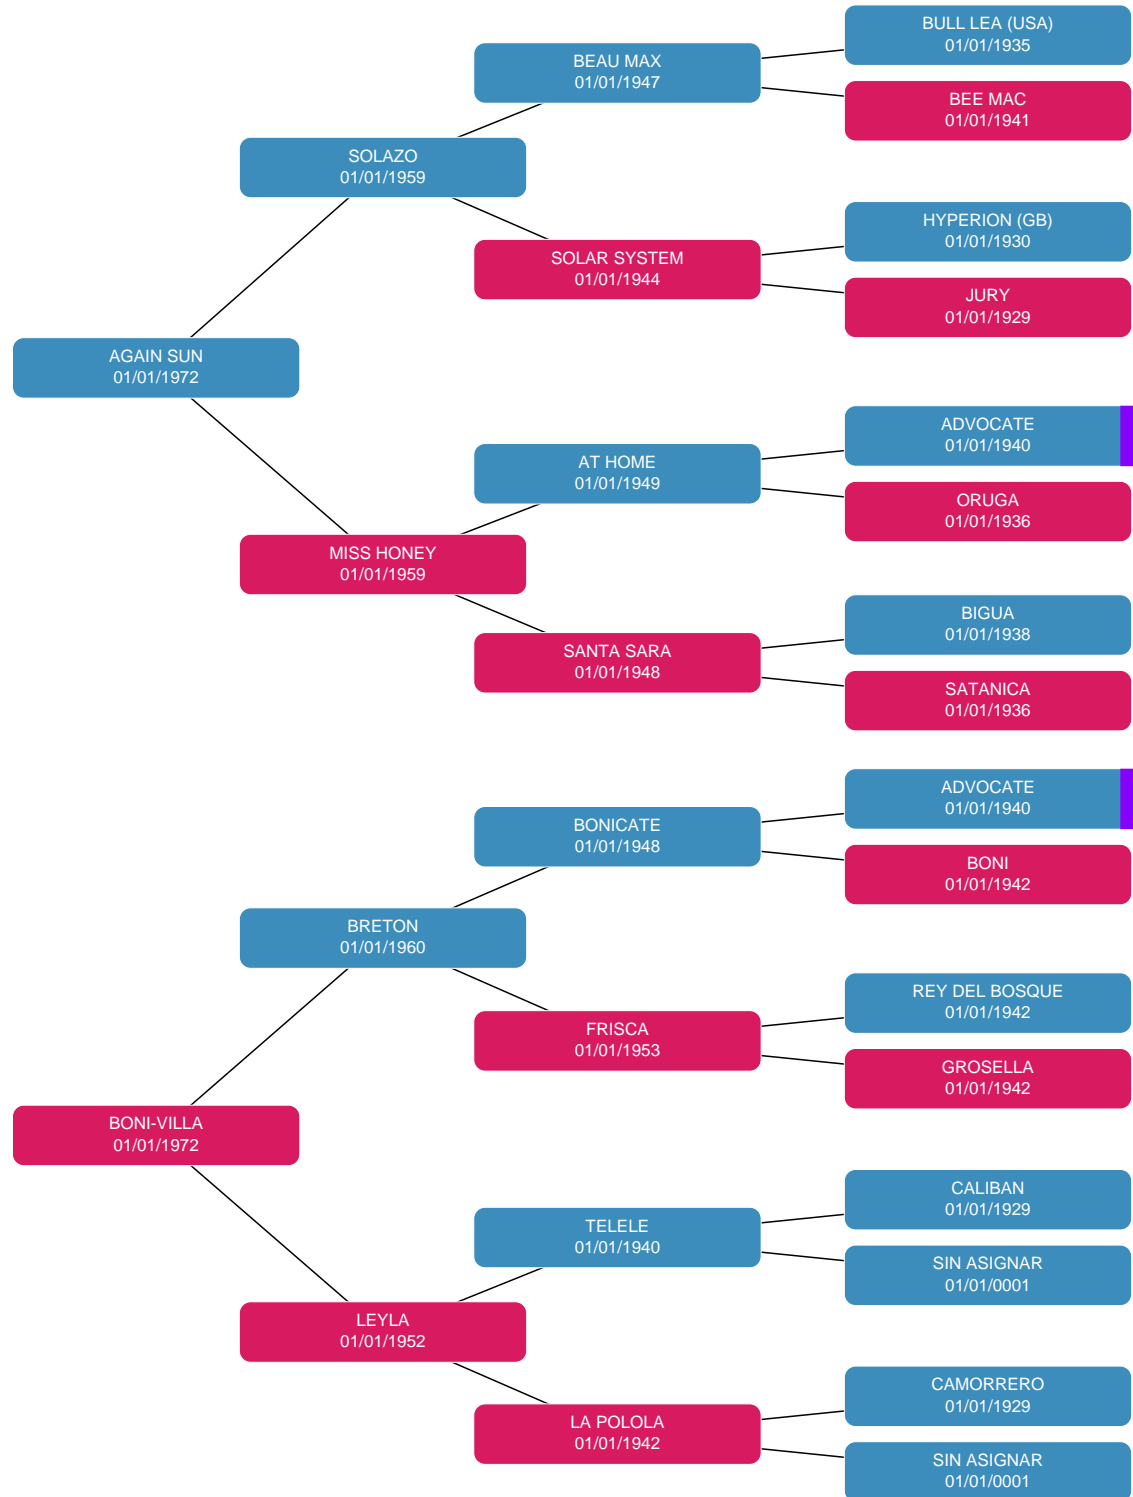 BULL LEA (USA)
01/01/1935
BEAU MAX
01/01/1947
BEE MAC
01/01/1941
SOLAZO
01/01/1959
HYPERION (GB)
01/01/1930
SOLAR SYSTEM
01/01/1944
JURY
01/01/1929
AGAIN SUN
01/01/1972
ADVOCATE
01/01/1940
AT HOME
01/01/1949
ORUGA
01/01/1936
MISS HONEY
01/01/1959
BIGUA
01/01/1938
SANTA SARA
01/01/1948
SATANICA
01/01/1936
ADVOCATE
01/01/1940
BONICATE
01/01/1948
BONI
01/01/1942
BRETON
01/01/1960
REY DEL BOSQUE
01/01/1942
FRISCA
01/01/1953
GROSELLA
01/01/1942
BONI-VILLA
01/01/1972
CALIBAN
01/01/1929
TELELE
01/01/1940
SIN ASIGNAR
01/01/0001
LEYLA
01/01/1952
CAMORRERO
01/01/1929
LA POLOLA
01/01/1942
SIN ASIGNAR
01/01/0001